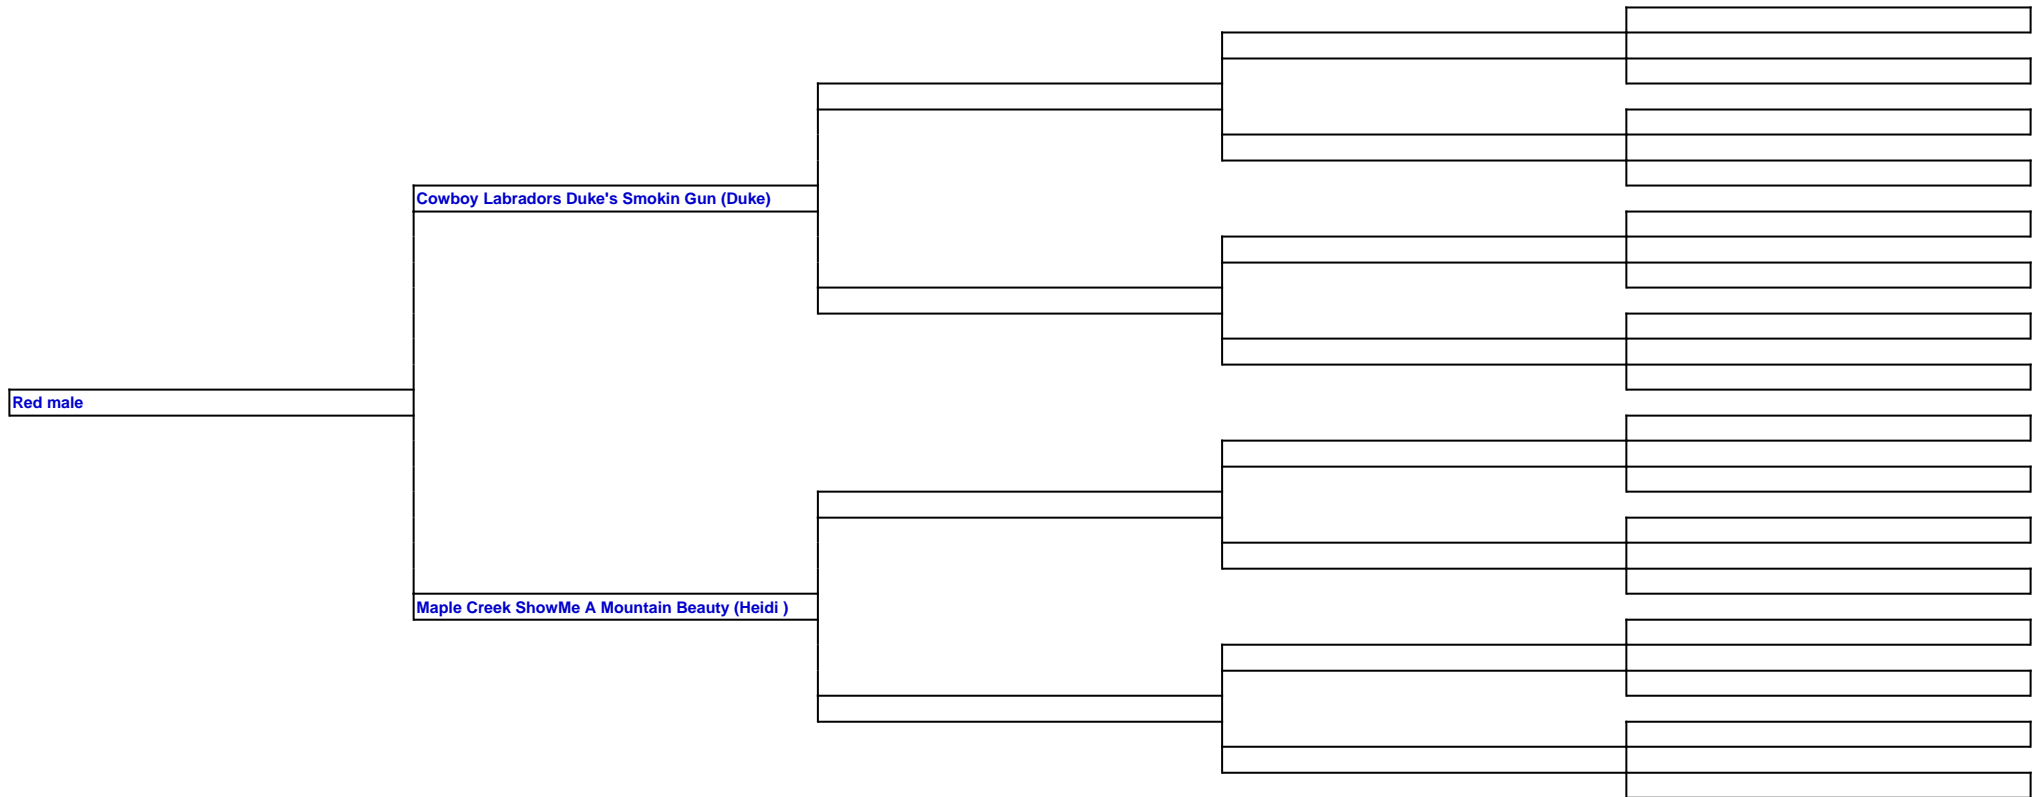 Cowboy Labradors Duke's Smokin Gun (Duke)
Red male
Maple Creek ShowMe A Mountain Beauty (Heidi )